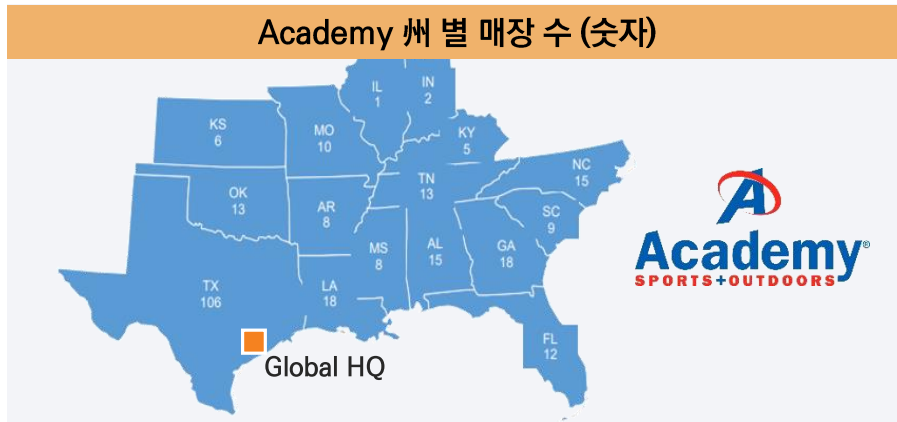 Academy 州 별 매장 수 (숫자)
IL
1
IN
2
KS
6
MO
10
KY
5
NC
15
TN
13
OK
13
AR
8
SC
9
MS
8
AL
15
GA
18
TX
106
LA
18
FL
12
Global HQ
A
Academy®
SPORTS+OUTDOORS